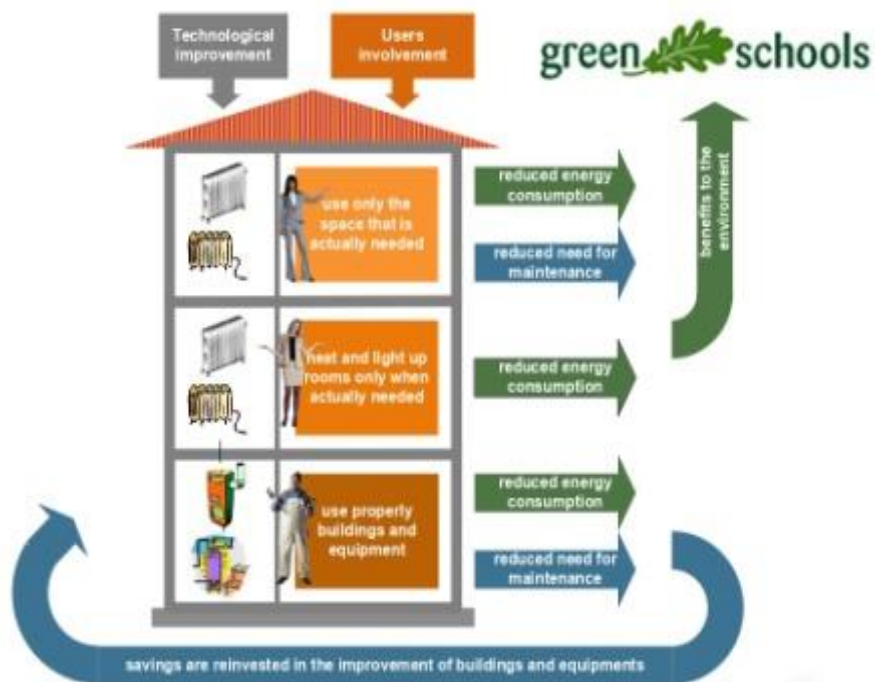 Technological
improvement
Users
involvement
green schools
use only the
space that is
actually needed
reduced energy
consumption
reduced need for
maintenance
benefits to the
environment
heat and light up
rooms only when
actually needed
reduced energy
consumption
use properly
buildings and
equipment
reduced energy
consumption
reduced need for
maintenance
savings are reinvested in the improvement of buildings and equipments